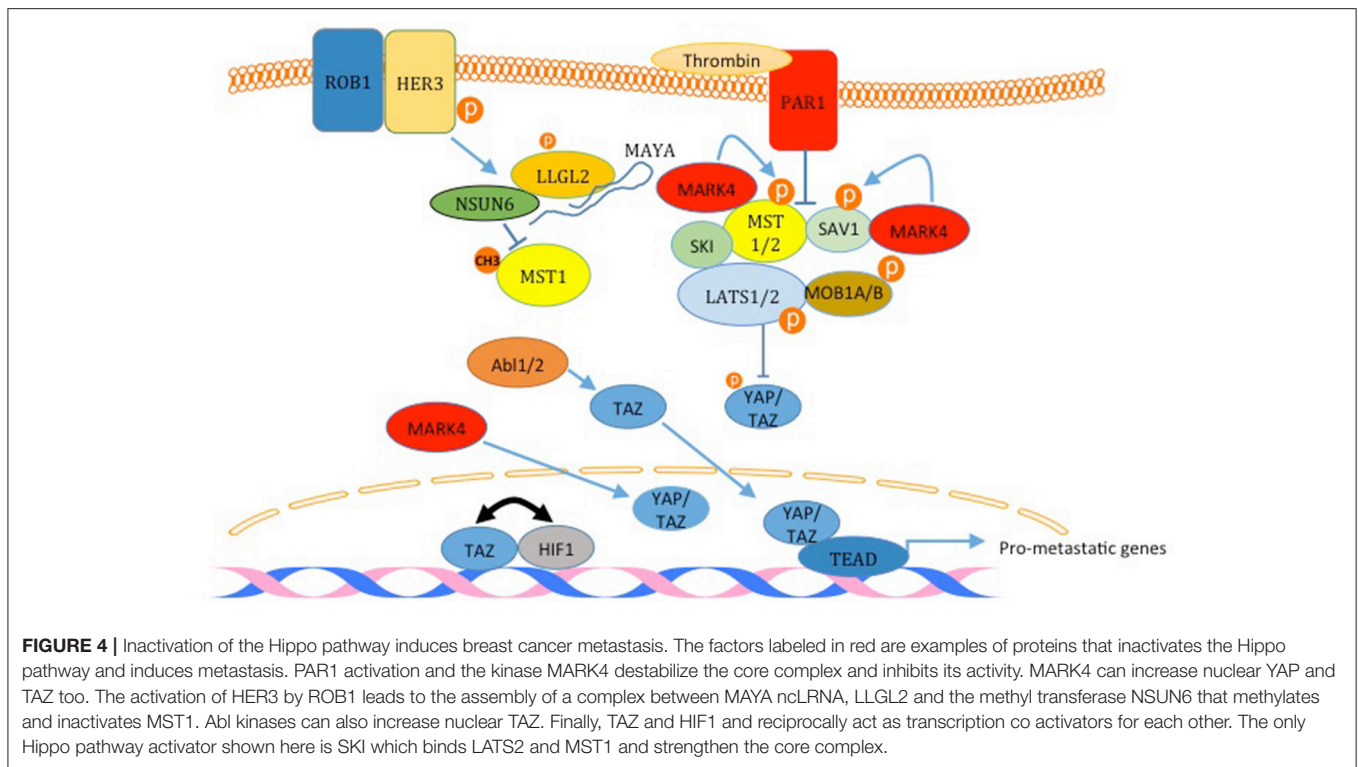 ROB1
HER3
P
Thrombin
PAR1
P
LLGL2
MAYA
NSUN6
CH3
MST1
MARK4
P
MST
1/2
P
SAV1
MARK4
SKI
LATS1/2
P
MOB1A/B
P
P
YAP/
TAZ
Abl1/2
TAZ
MARK4
YAP/
TAZ
YAP/
TAZ
TEAD
Pro-metastatic genes
TAZ
HIF1
FIGURE 4 | Inactivation of the Hippo pathway induces breast cancer metastasis. The factors labeled in red are examples of proteins that inactivates the Hippo
pathway and induces metastasis. PAR1 activation and the kinase MARK4 destabilize the core complex and inhibits its activity. MARK4 can increase nuclear YAP and
TAZ too. The activation of HER3 by ROB1 leads to the assembly of a complex between MAYA ncLRNA, LLGL2 and the methyl transferase NSUN6 that methylates
and inactivates MST1. Abl kinases can also increase nuclear TAZ. Finally, TAZ and HIF1 and reciprocally act as transcription co activators for each other. The only
Hippo pathway activator shown here is SKI which binds LATS2 and MST1 and strengthen the core complex.